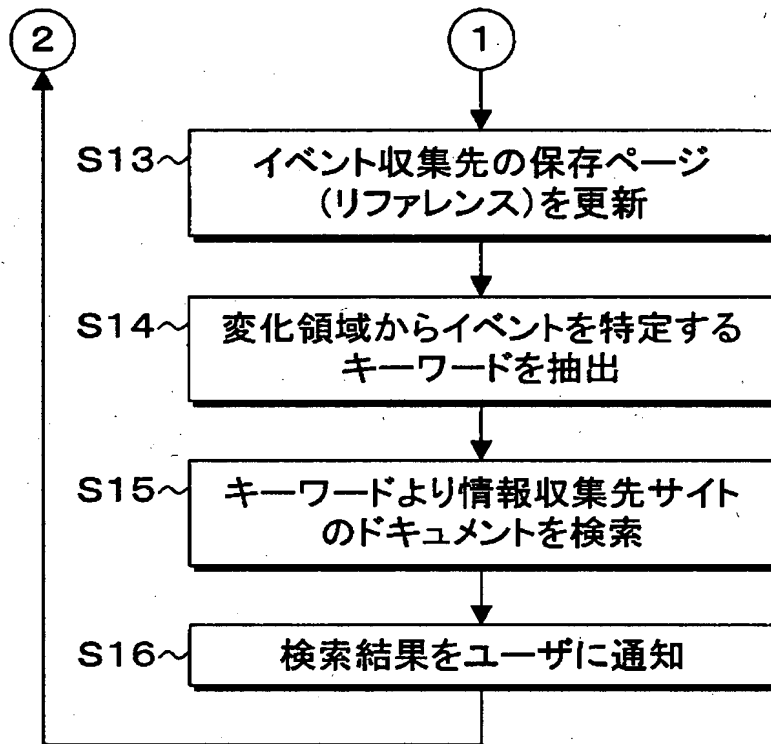 2
1
S13~
イベント収集先の保存ページ
(リファレンス)を更新
S14~
変化領域からイベントを特定する
キーワードを抽出
S15~
キーワードより情報収集先サイト
のドキュメントを検索
S16~
検索結果をユーザに通知